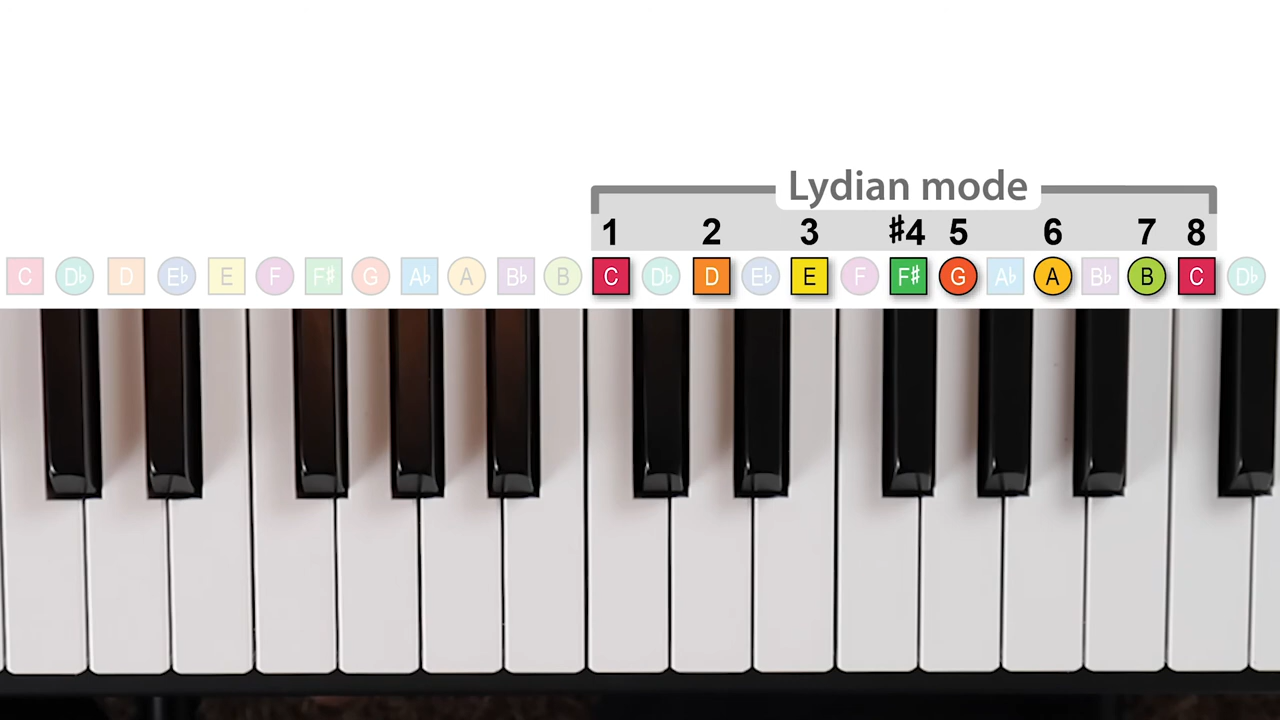 Lydian mode
1 2 3 ♯4 5 6 7 8
C D♭ D E♭ E F F♯ G A♭ A B♭ B C D♭ D E♭ E F F♯ G A♭ A B♭ B C D♭